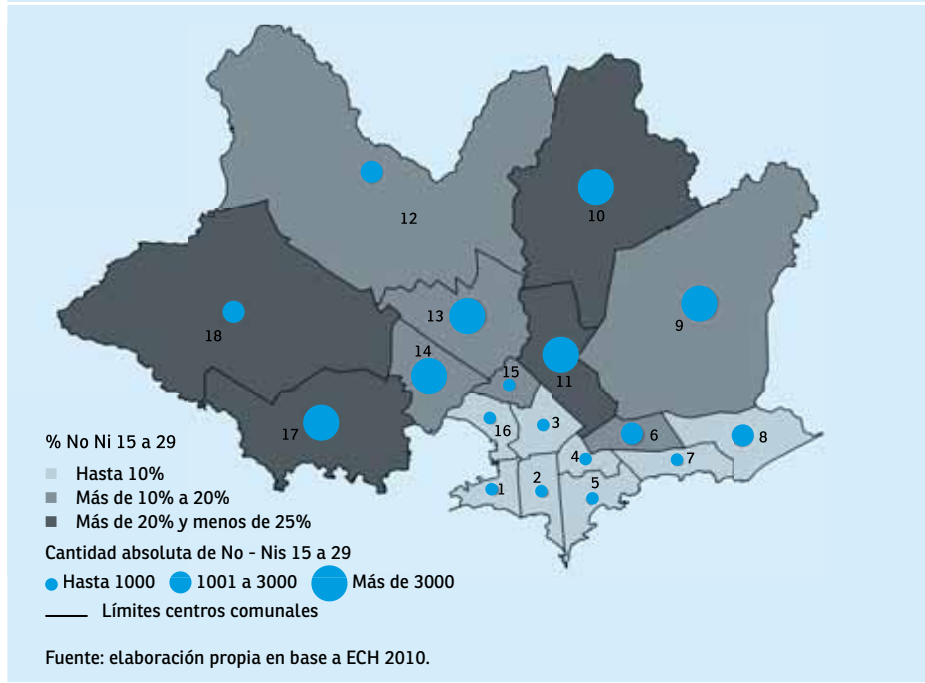 12
10
9
13
18
14
15
11
17
16
3
6
8
4
7
2
5
1
% No Ni 15 a 29
Hasta 10%
Más de 10% a 20%
Más de 20% y menos de 25%
Cantidad absoluta de No - Nis 15 a 29
Hasta 1000 1001 a 3000 Más de 3000
Límites centros comunales
Fuente: elaboración propia en base a ECH 2010.